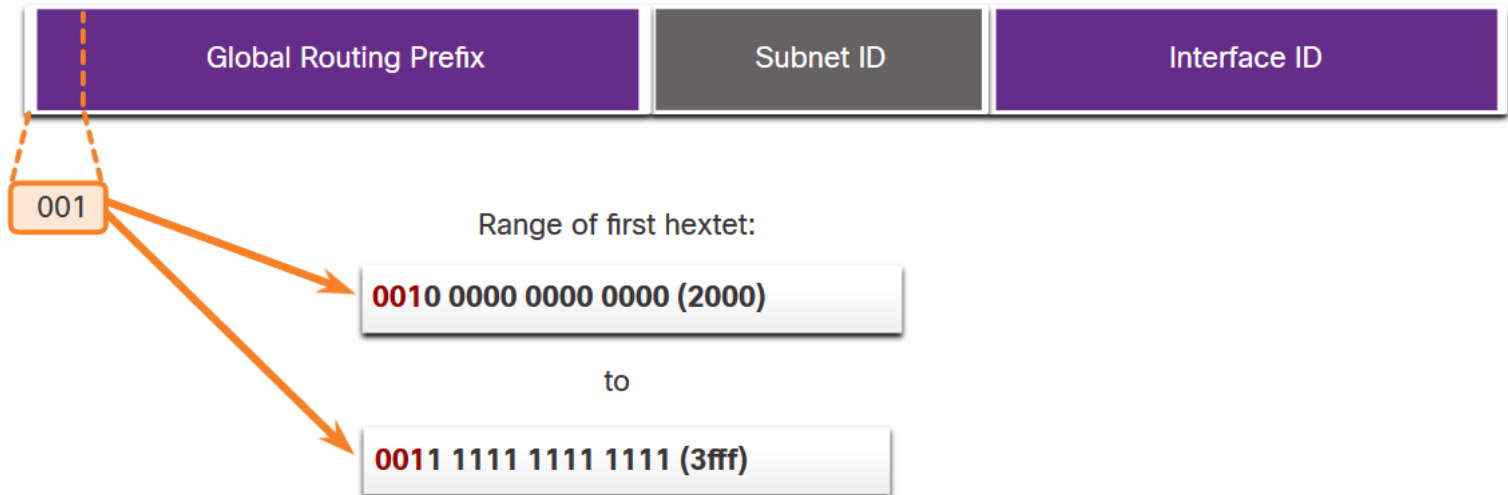 Global Routing Prefix
Subnet ID
Interface ID
001
Range of first hextet:
0010 0000 0000 0000 (2000)
to
0011 1111 1111 1111 (3fff)